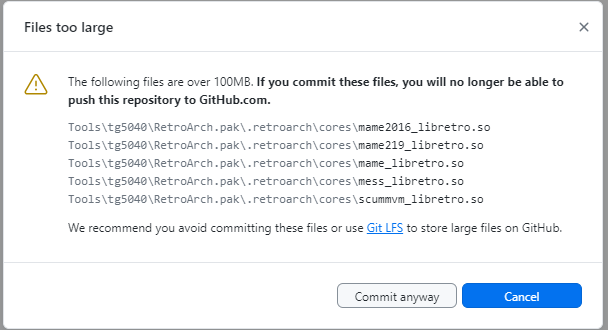 Files too large
The following files are over 100MB. If you commit these files, you will no longer be able to
push this repository to GitHub.com.
Tools\tg5040\RetroArch.pak\.retroarch\cores\mame2016_libretro.so
Tools\tg5040\RetroArch.pak\.retroarch\cores\mame219_libretro.so
Tools\tg5040\RetroArch.pak\.retroarch\cores\mame_libretro.so
Tools\tg5040\RetroArch.pak\.retroarch\cores\mess_libretro.so
Tools\tg5040\RetroArch.pak\.retroarch\cores\scummvm_libretro.so
We recommend you avoid committing these files or use Git LFS to store large files on GitHub.
Commit anyway
Cancel